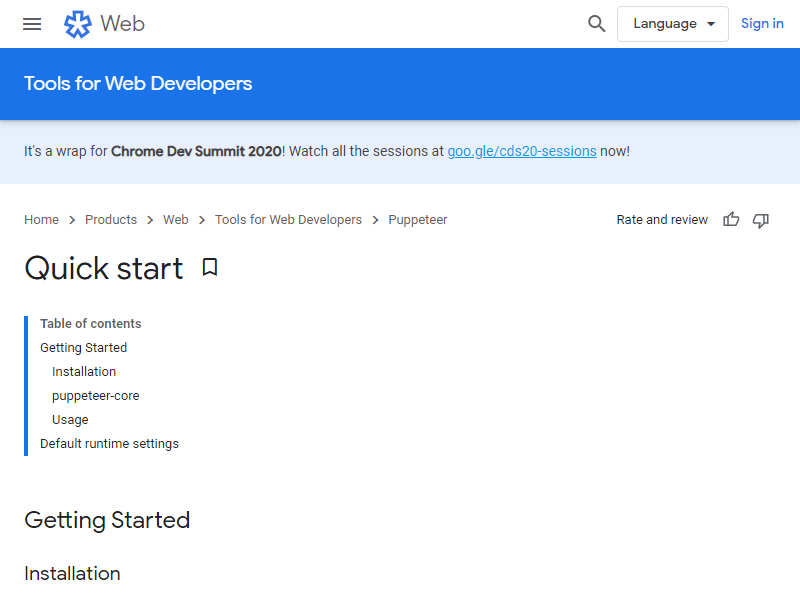 Web
Language
Sign in
Tools for Web Developers
It's a wrap for Chrome Dev Summit 2020! Watch all the sessions at goo.gle/cds20-sessions now!
Home > Products > Web > Tools for Web Developers > Puppeteer
Rate and review
Quick start
Table of contents
Getting Started
Installation
puppeteer-core
Usage
Default runtime settings
Getting Started
Installation